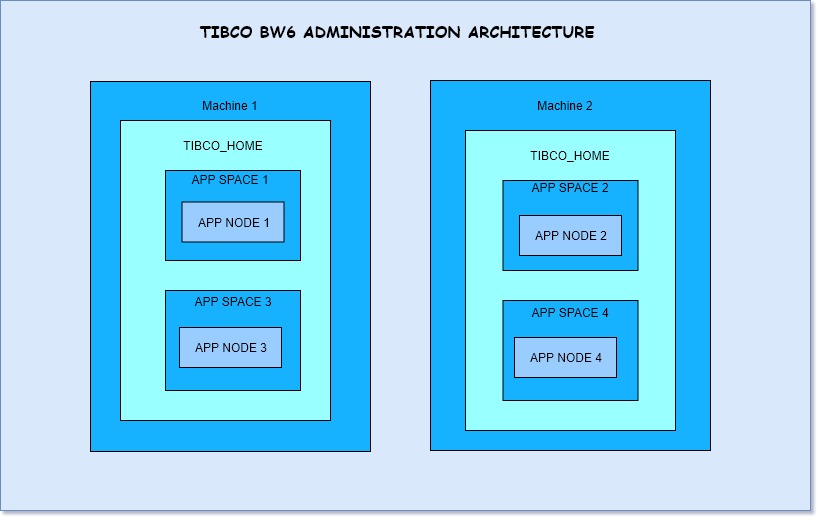 TIBCO BW6 ADMINISTRATION ARCHITECTURE
Machine 1
TIBCO_HOME
APP SPACE 1
APP NODE 1
APP SPACE 3
APP NODE 3
Machine 2
TIBCO_HOME
APP SPACE 2
APP NODE 2
APP SPACE 4
APP NODE 4